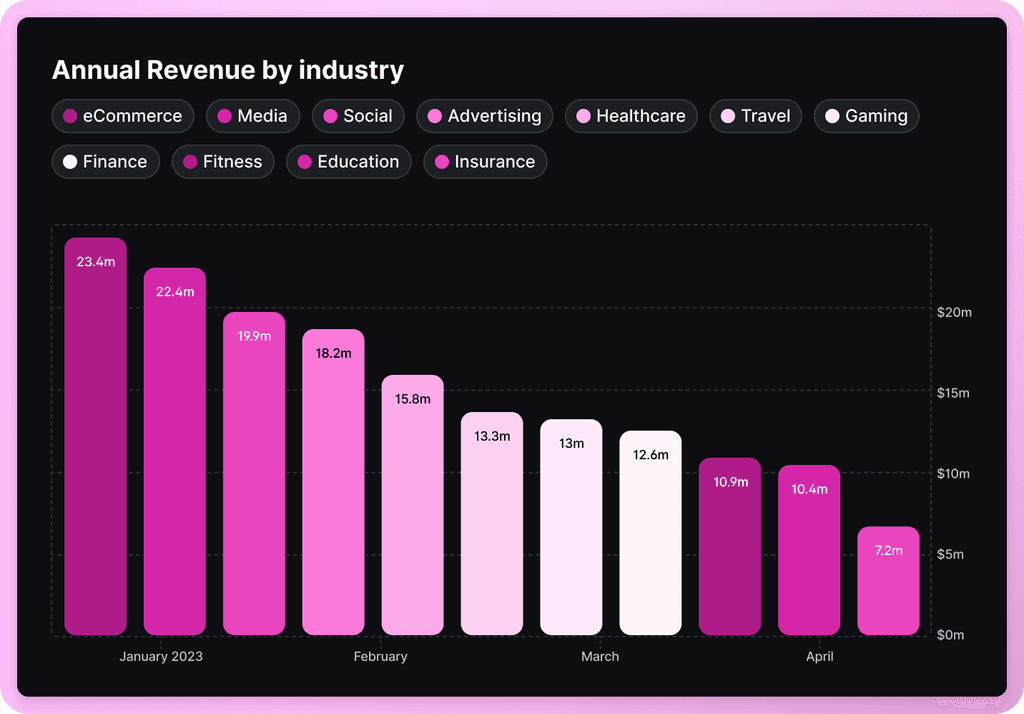 Annual Revenue by industry
eCommerce Media Social Advertising Healthcare Travel Gaming
Finance Fitness Education Insurance
23.4m
22.4m
19.9m
18.2m
15.8m
13.3m
13m
12.6m
10.9m
10.4m
7.2m
$20m
$15m
$10m
$5m
$0m
January 2023 February March April